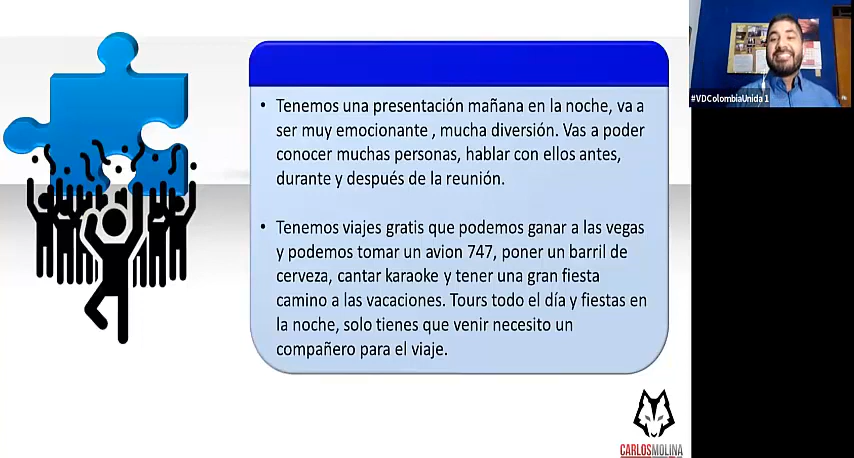 • Tenemos una presentación mañana en la noche, va a
ser muy emocionante , mucha diversión. Vas a poder
conocer muchas personas, hablar con ellos antes,
durante y después de la reunión.
• Tenemos viajes gratis que podemos ganar a las vegas
y podemos tomar un avion 747, poner un barril de
cerveza, cantar karaoke y tener una gran fiesta
camino a las vacaciones. Tours todo el día y fiestas en
la noche, solo tienes que venir necesito un
compañero para el viaje.
#VDColombiaUnida 1
CARLOSMOLINA